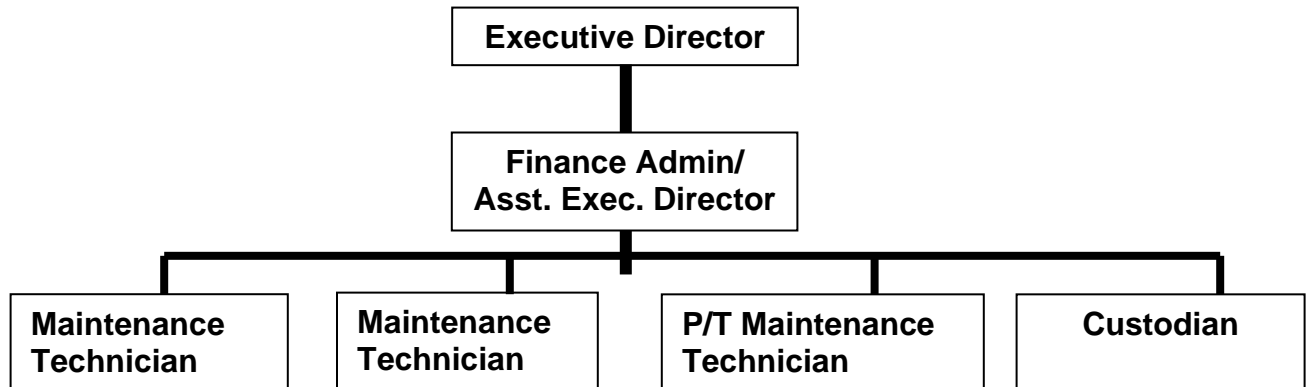 Executive Director
Finance Admin/
Asst. Exec. Director
Maintenance
Technician
Maintenance
Technician
P/T Maintenance
Technician
Custodian